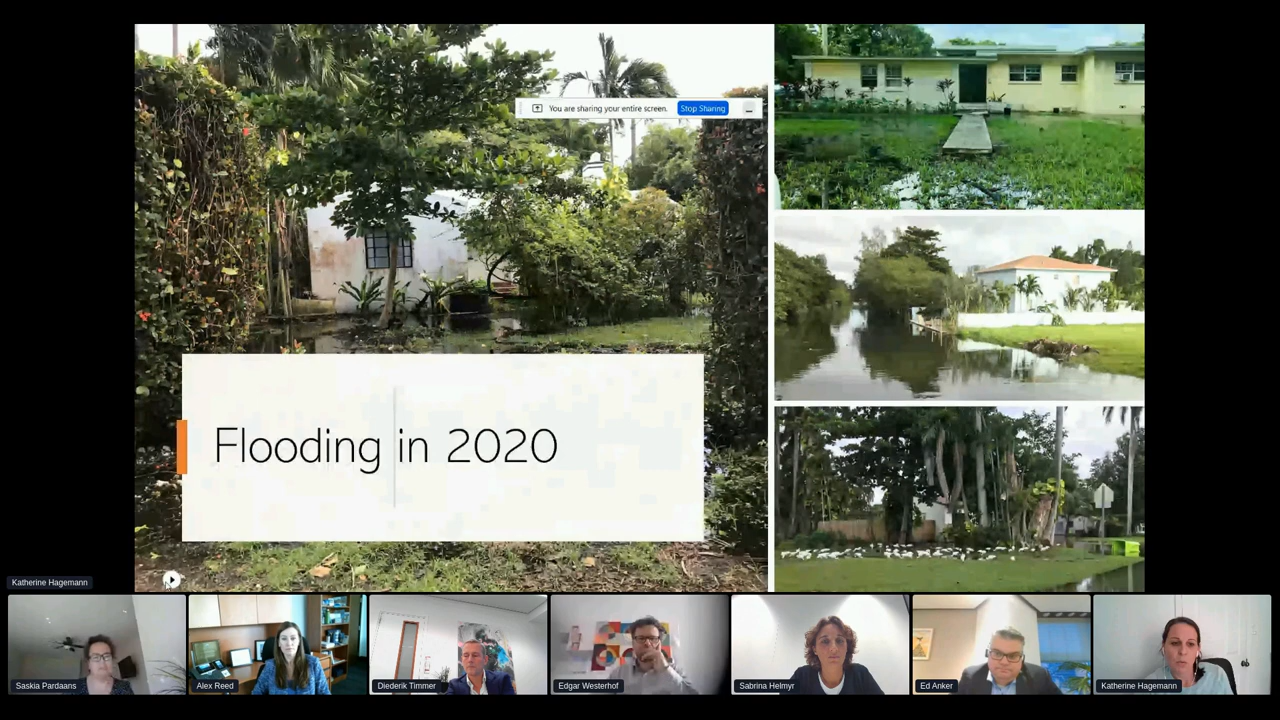 You are sharing your entire screen. Stop Sharing
Flooding in 2020
Katherine Hagemann
Saskia Pardaans
Alex Reed
Diederik Timmer
Edgar Westerhof
Sabrina Helmyr
Ed Anker
Katherine Hagemann